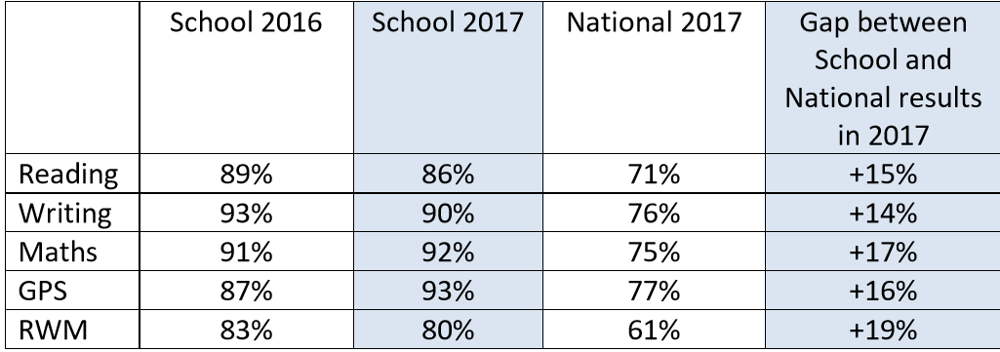 School 2016 School 2017 National 2017 Gap between
School and
National results
in 2017
Reading 89% 86% 71% +15%
Writing 93% 90% 76% +14%
Maths 91% 92% 75% +17%
GPS 87% 93% 77% +16%
RWM 83% 80% 61% +19%